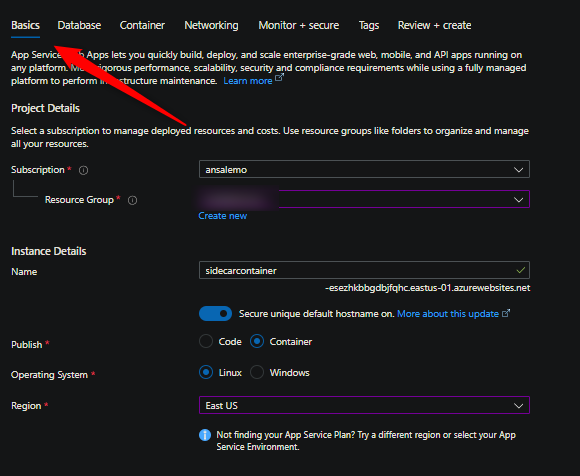 Basics Database Container Networking Monitor + secure Tags Review + create
App Service Web Apps lets you quickly build, deploy, and scale enterprise-grade web, mobile, and API apps running on
any platform. Meet rigorous performance, scalability, security and compliance requirements while using a fully managed
platform to perform infrastructure maintenance. Learn more
Project Details
Select a subscription to manage deployed resources and costs. Use resource groups like folders to organize and manage
all your resources.
Subscription * ansalemo
Resource Group *
Create new
Instance Details
Name sidecarcontainer
-esezhkbbgdbjfqhc.eastus-01.azurewebsites.net
Secure unique default hostname on. More about this update
Publish * Code Container
Operating System * Linux Windows
Region * East US
Not finding your App Service Plan? Try a different region or select your App
Service Environment.